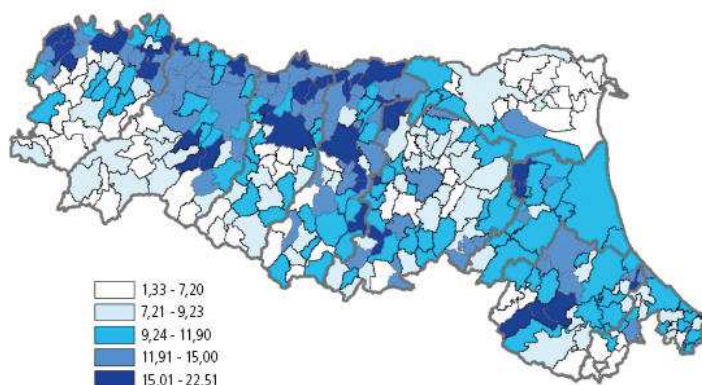 1,33 - 7,20
7,21 - 9,23
9,24 - 11,90
11,91 - 15,00
15,01 - 22,51